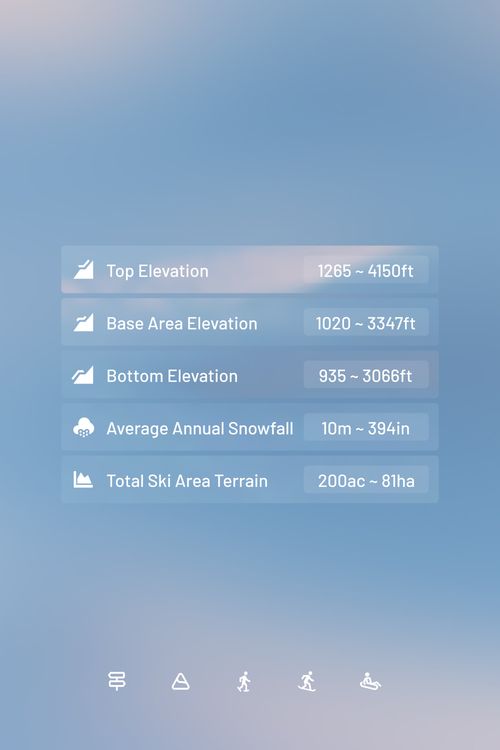 Top Elevation 1265 ~ 4150ft
Base Area Elevation 1020 ~ 3347ft
Bottom Elevation 935 ~ 3066ft
Average Annual Snowfall 10m ~ 394in
Total Ski Area Terrain 200ac ~ 81ha